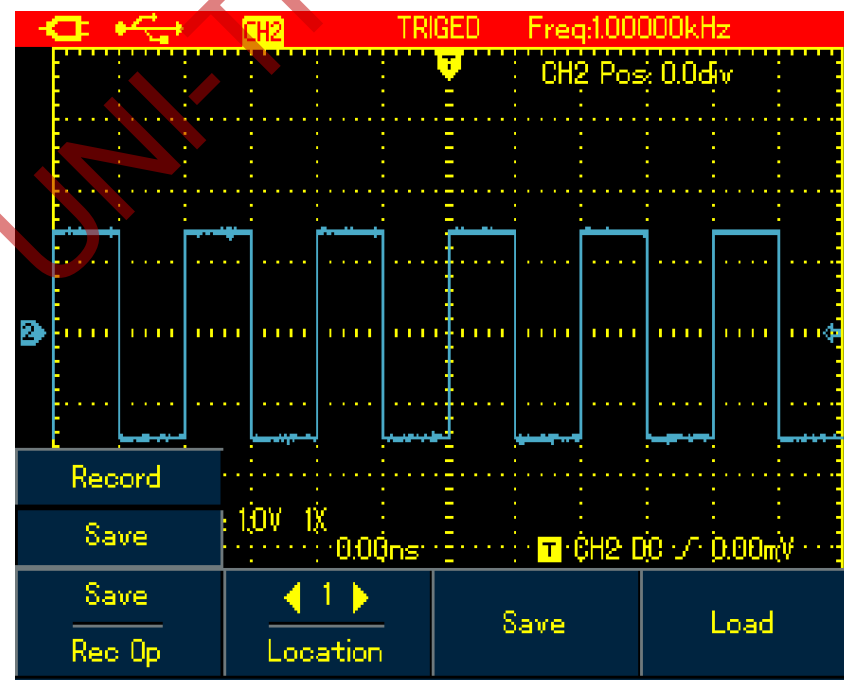 CH2 TRIGED Freq:1.00000kHz
T
CH2 Pos: 0.0div
UNI-T
2
Record
: 1.0V 1X
Save
0.00ns T CH2 DC 0.00mV
Save 1
Save Load
Rec Op Location